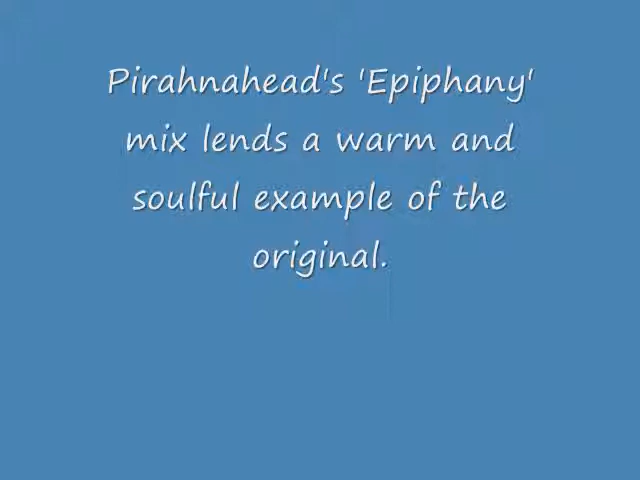 Pirahnahead's 'Epiphany'
mix lends a warm and
soulful example of the
original.